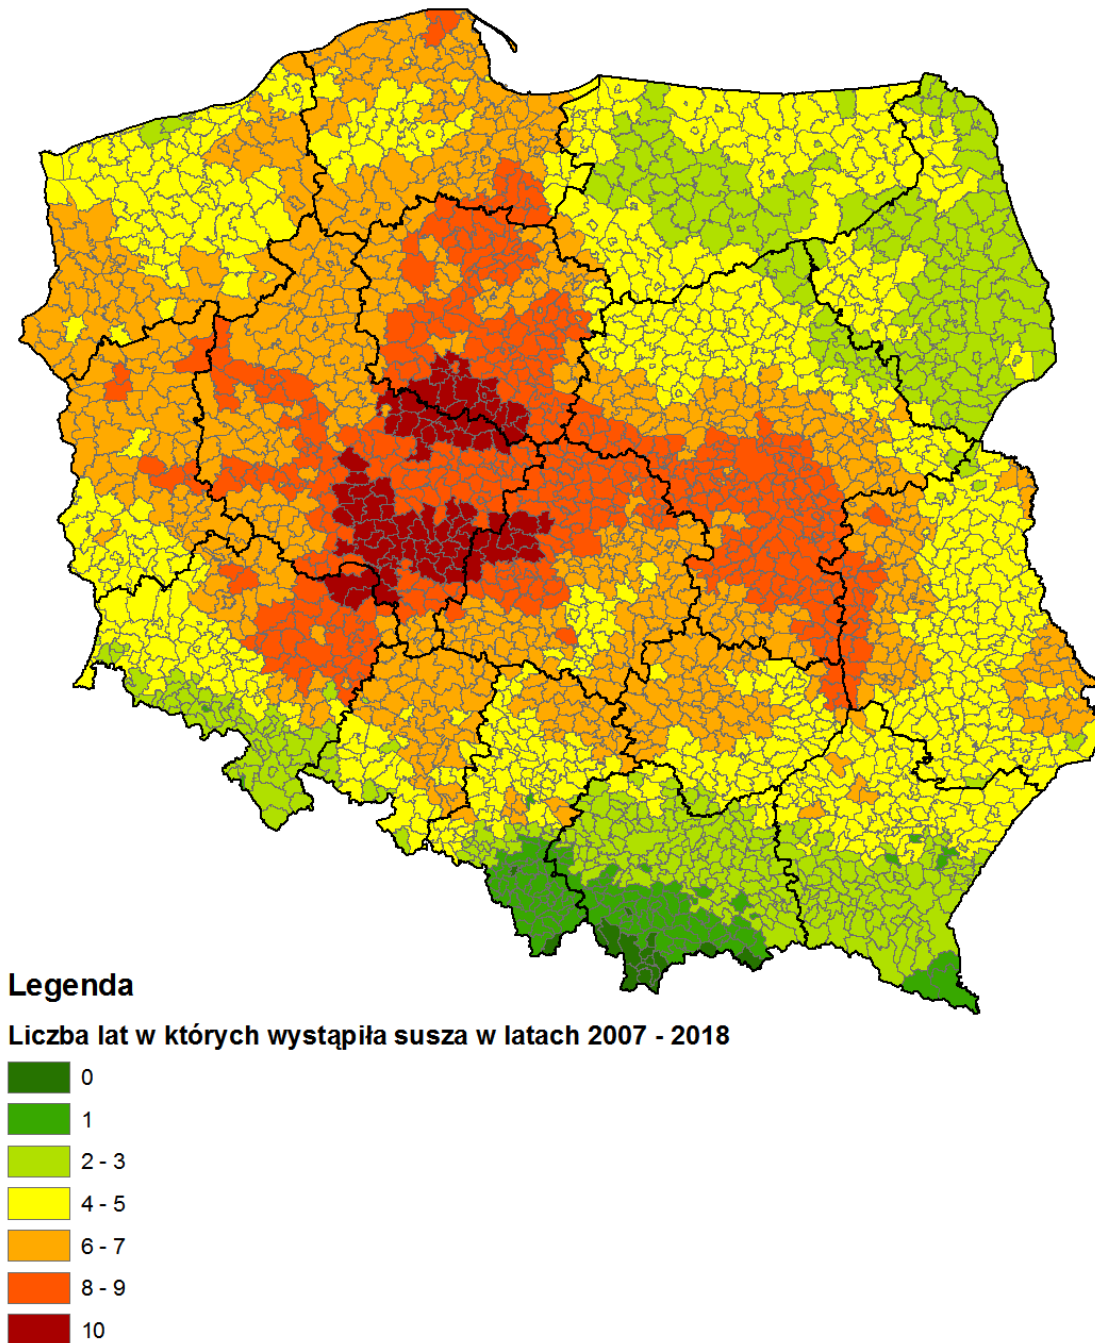 Legenda
Liczba lat w których wystąpiła susza w latach 2007 - 2018
0
1
2 - 3
4 - 5
6 - 7
8 - 9
10